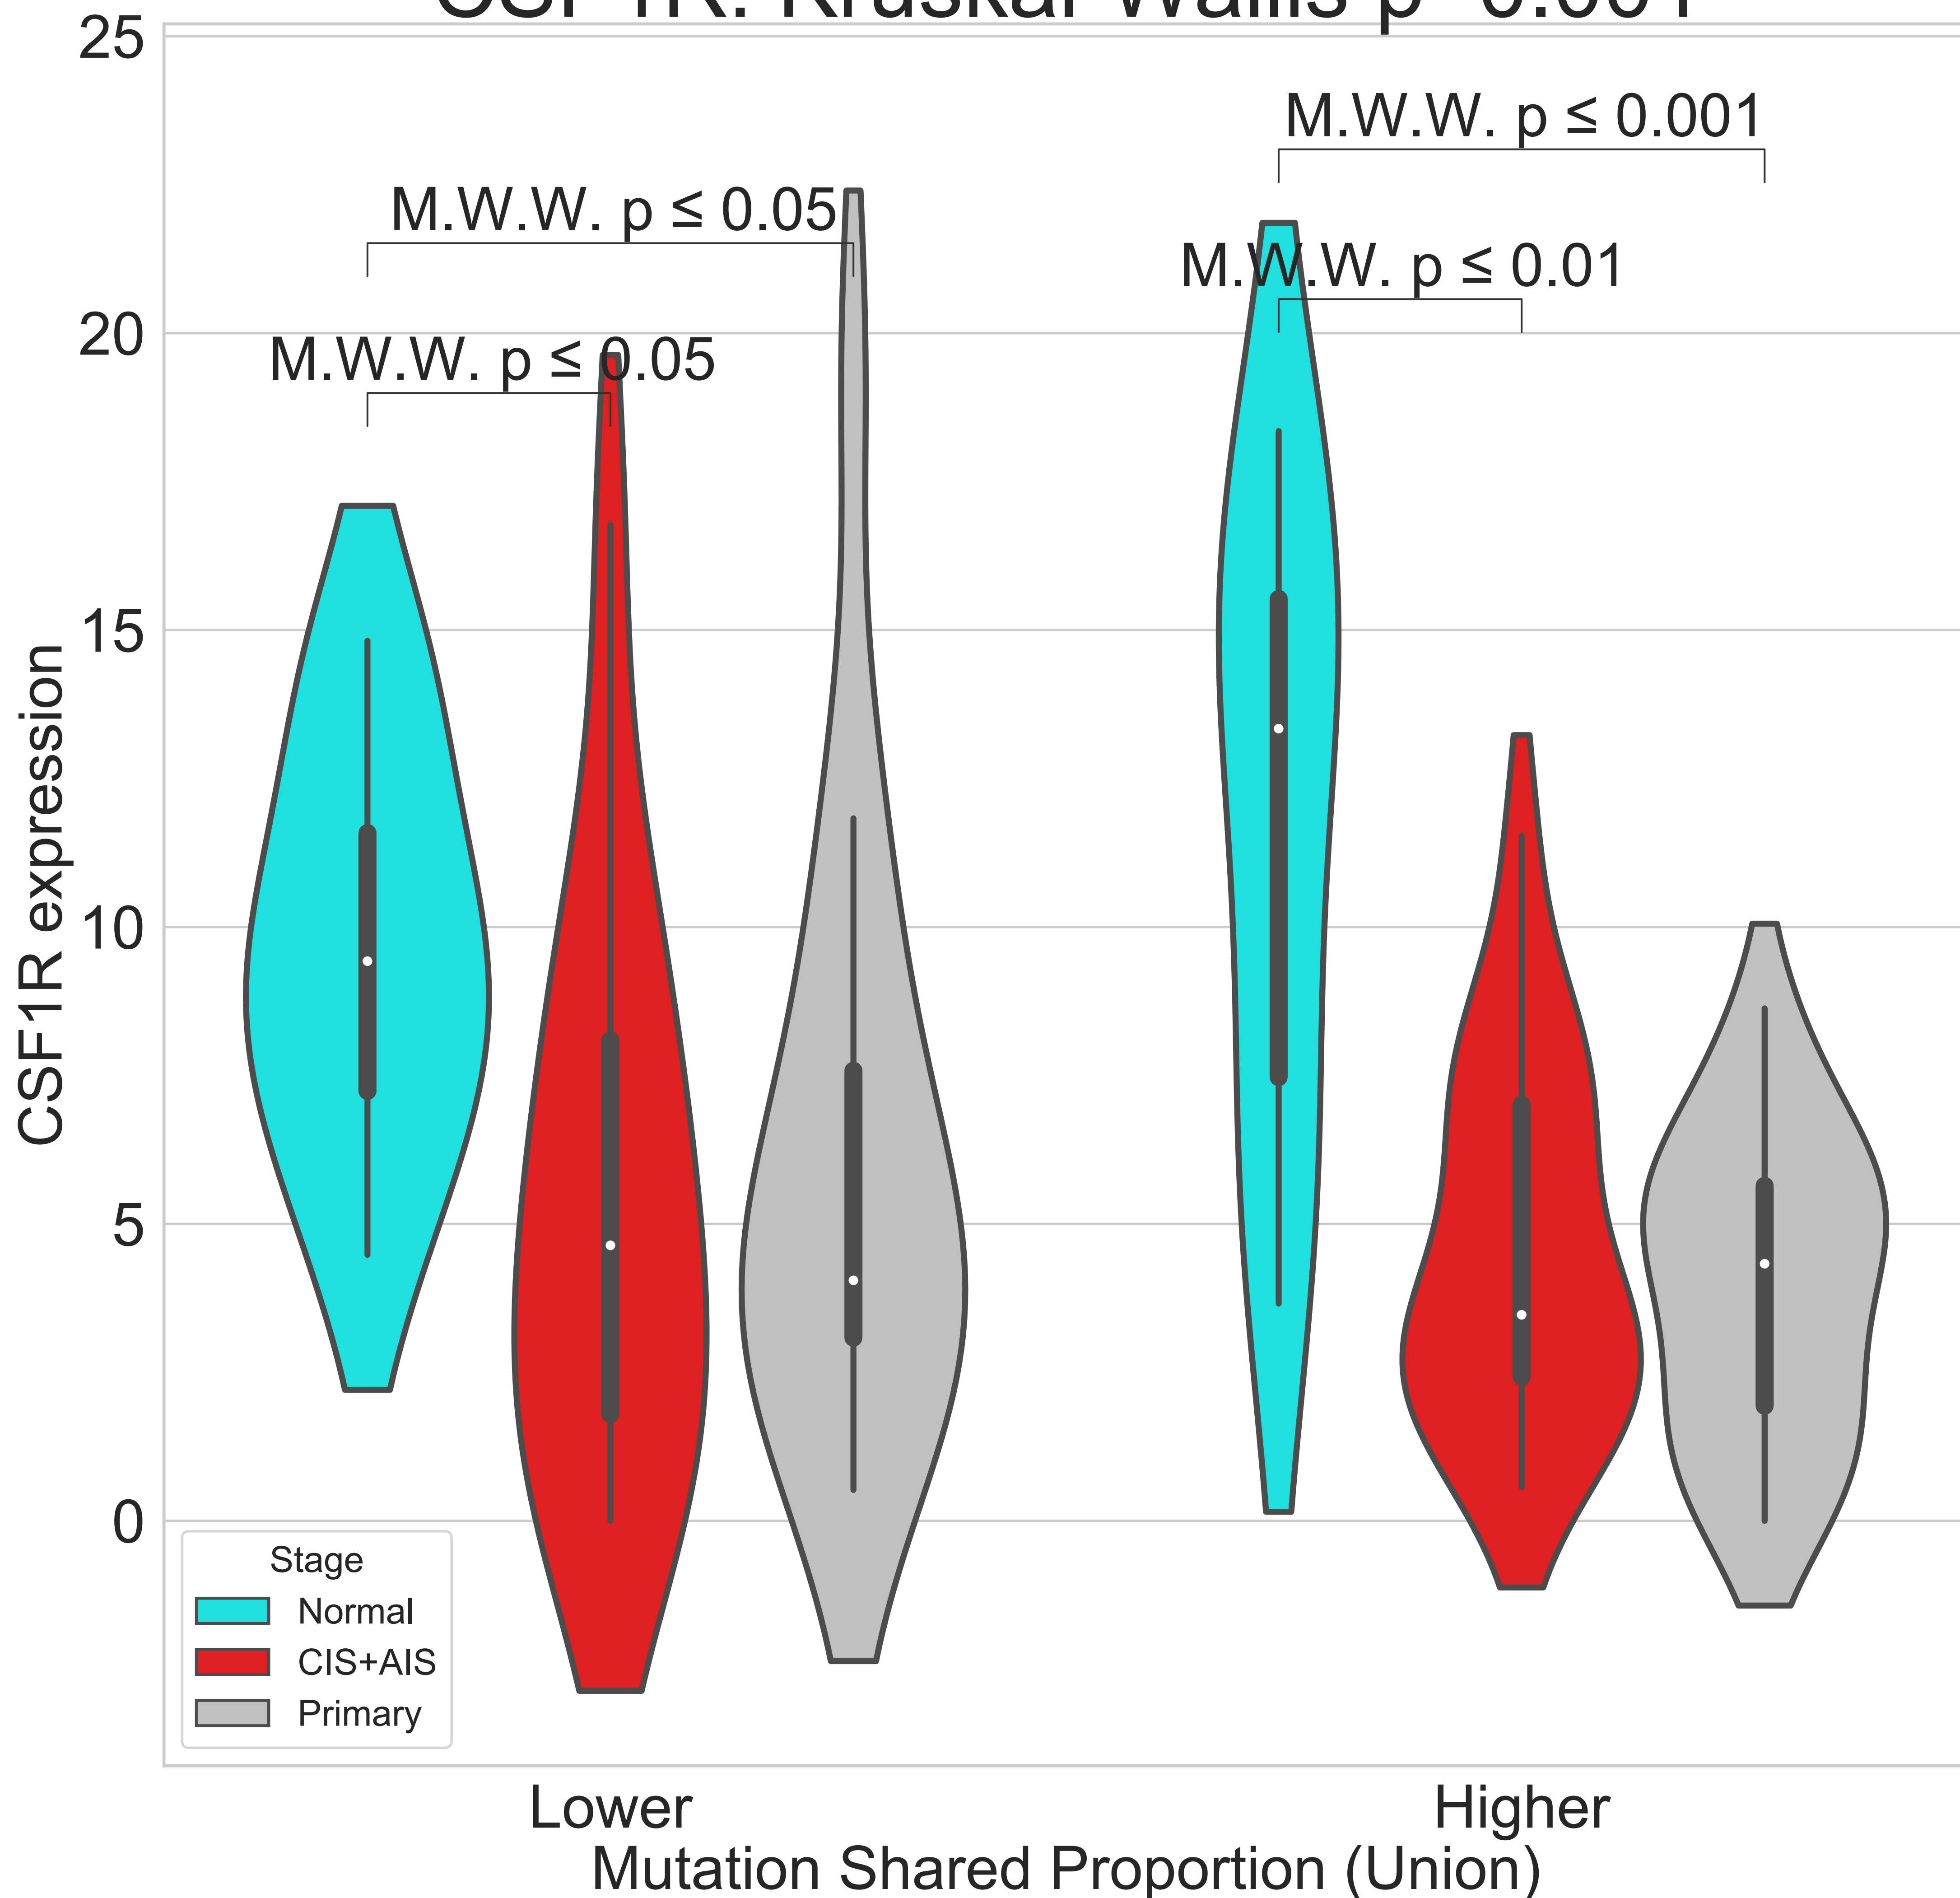 25
M.W.W. p ≤ 0.001
M.W.W. p ≤ 0.05
M.W.W. p ≤ 0.01
20
M.W.W. p ≤ 0.05
15
10
5
0
CSF1R expression
Stage
Normal
CIS+AIS
Primary
Lower
Higher
Mutation Shared Proportion (Union)